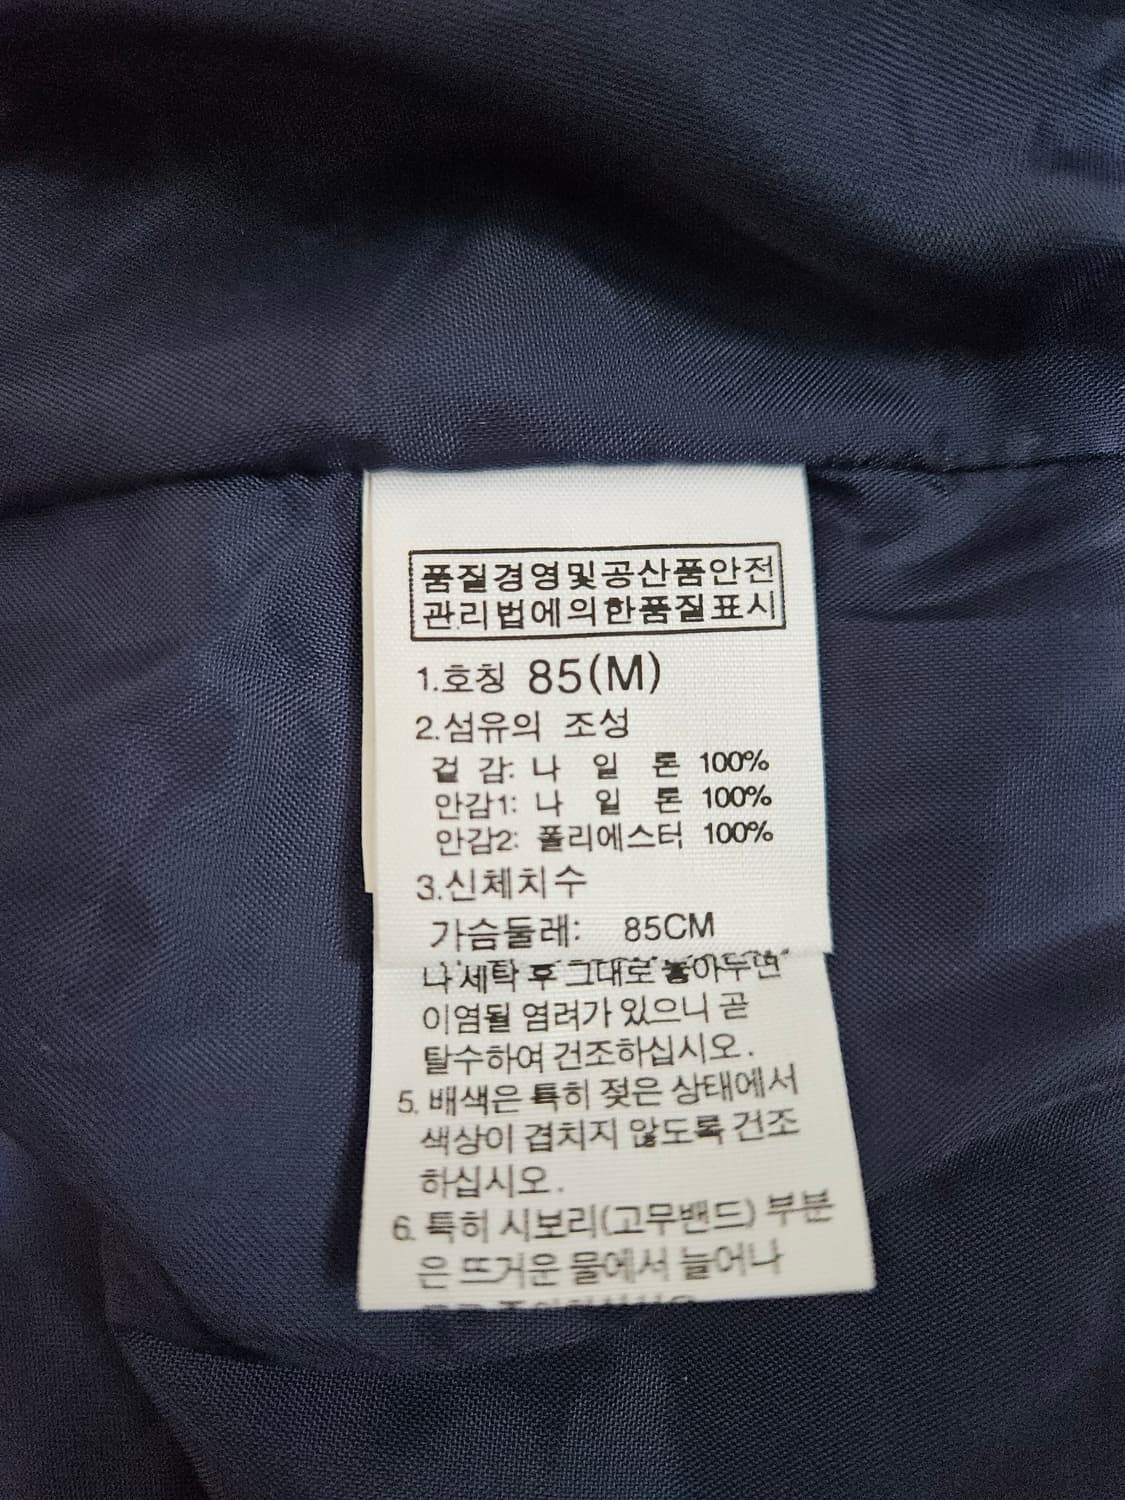 품질경영및공산품안전
관리법에의한품질표시
1.호칭 85(M)
2.섬유의 조성
겉 감: 나 일 론 100%
안감1: 나 일 론 100%
안감2: 폴리에스터 100%
3.신체치수
가슴둘레: 85CM
나 세탁 후 그대로 놓아두면
이염될 염려가 있으니 곧
탈수하여 건조하십시오.
5. 배색은 특히 젖은 상태에서
색상이 겹치지 않도록 건조
하십시오.
6. 특히 시보리(고무밴드) 부분
은 뜨거운 물에서 늘어나